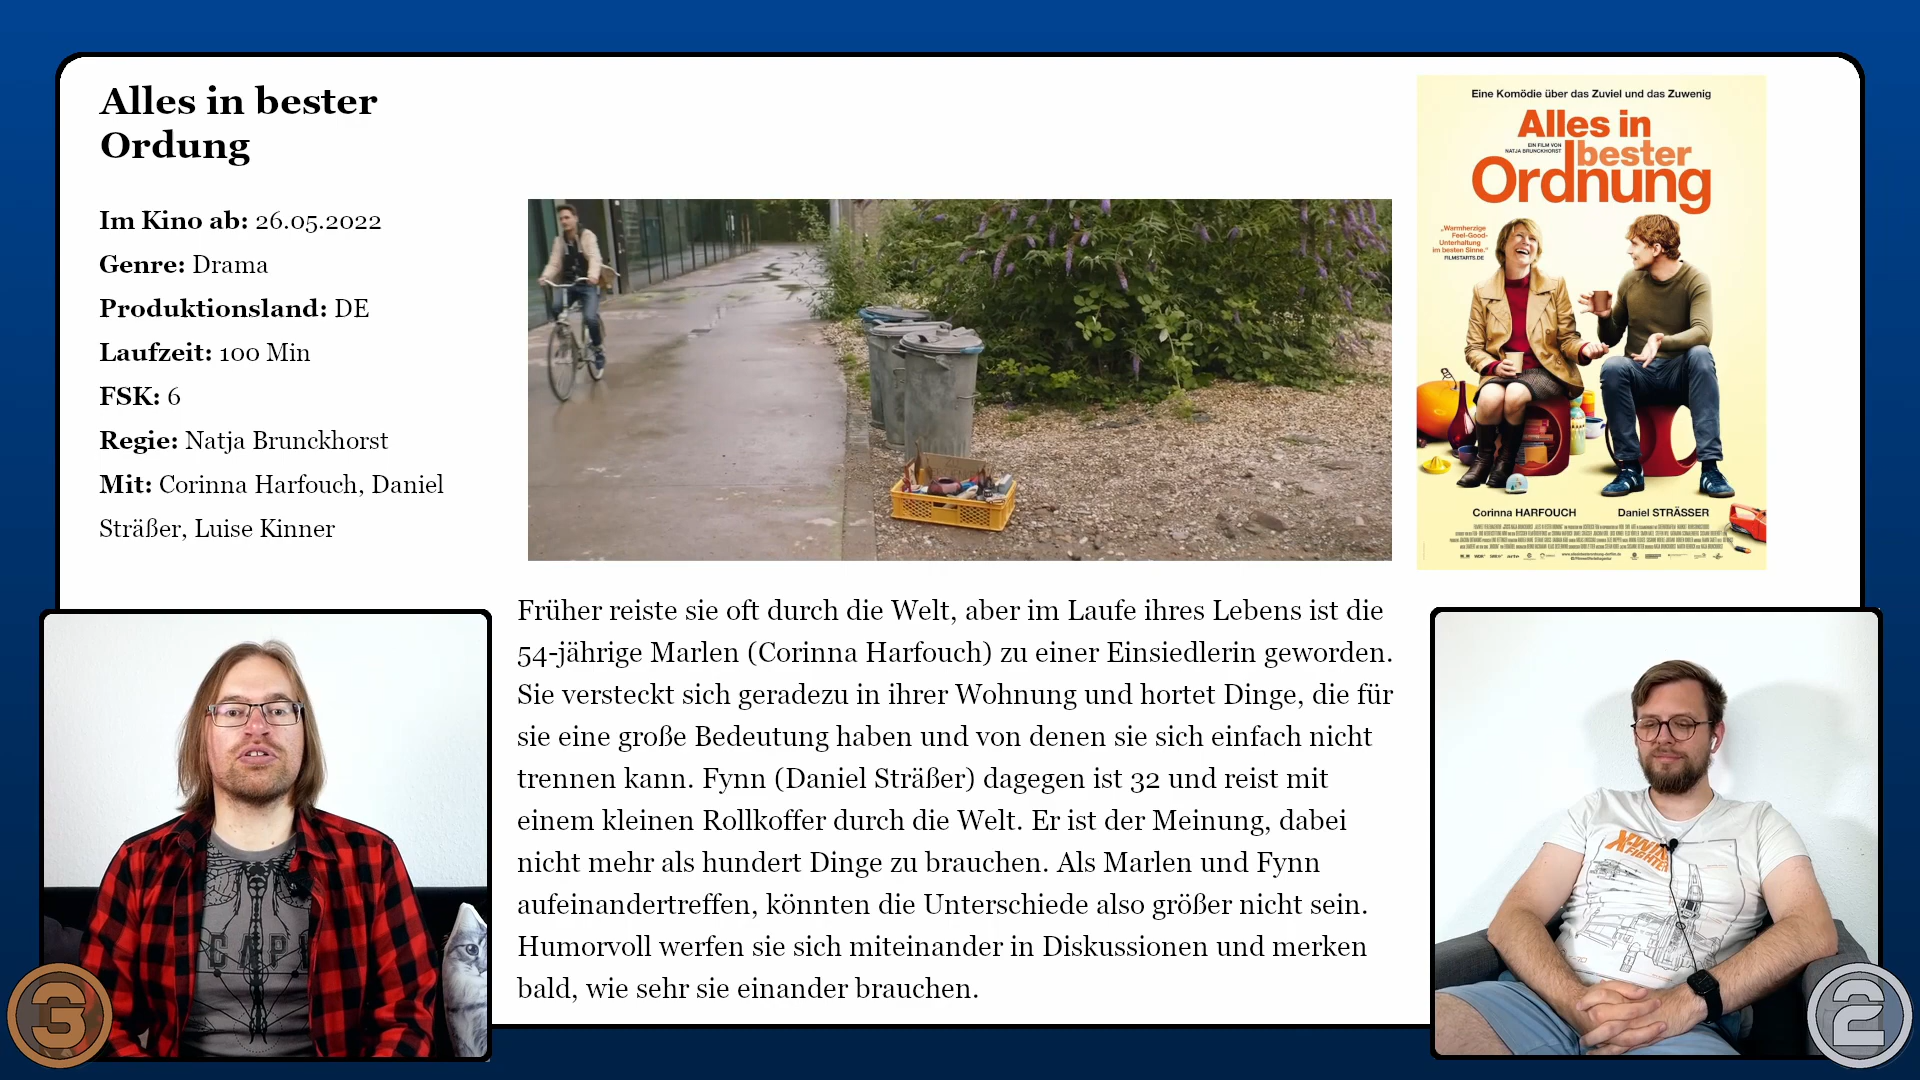 Alles in bester
Ordung
Im Kino ab: 26.05.2022
Genre: Drama
Produktionsland: DE
Laufzeit: 100 Min
FSK: 6
Regie: Natja Brunckhorst
Mit: Corinna Harfouch, Daniel
Sträßer, Luise Kinner
Eine Komödie über das Zuviel und das Zuwenig
Alles in
EIN FILM VON
NATJA BRUNCKHORST
bester
Ordnung
„Warmherzige
Feel-Good-
Unterhaltung
im besten Sinne.“
FILMSTARTS.DE
Corinna HARFOUCH
Daniel STRÄSSER
Früher reiste sie oft durch die Welt, aber im Laufe ihres Lebens ist die
54-jährige Marlen (Corinna Harfouch) zu einer Einsiedlerin geworden.
Sie versteckt sich geradezu in ihrer Wohnung und hortet Dinge, die für
sie eine große Bedeutung haben und von denen sie sich einfach nicht
trennen kann. Fynn (Daniel Sträßer) dagegen ist 32 und reist mit
einem kleinen Rollkoffer durch die Welt. Er ist der Meinung, dabei
nicht mehr als hundert Dinge zu brauchen. Als Marlen und Fynn
aufeinandertreffen, könnten die Unterschiede also größer nicht sein.
Humorvoll werfen sie sich miteinander in Diskussionen und merken
bald, wie sehr sie einander brauchen.
CAPI
3
XWING
FIGHTER
2